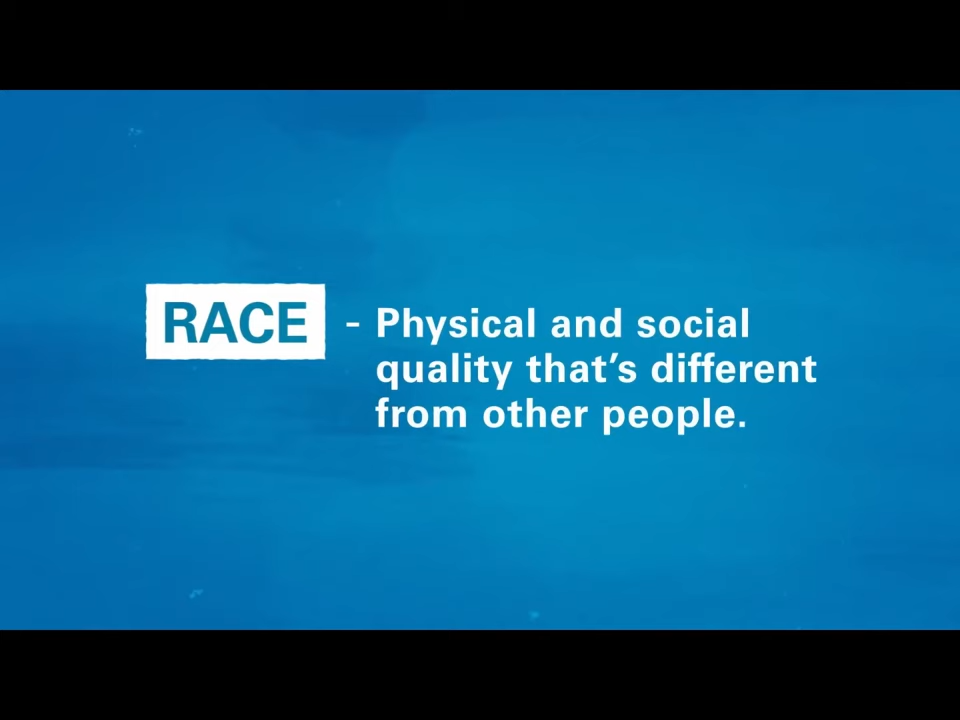 RACE - Physical and social
quality that's different
from other people.